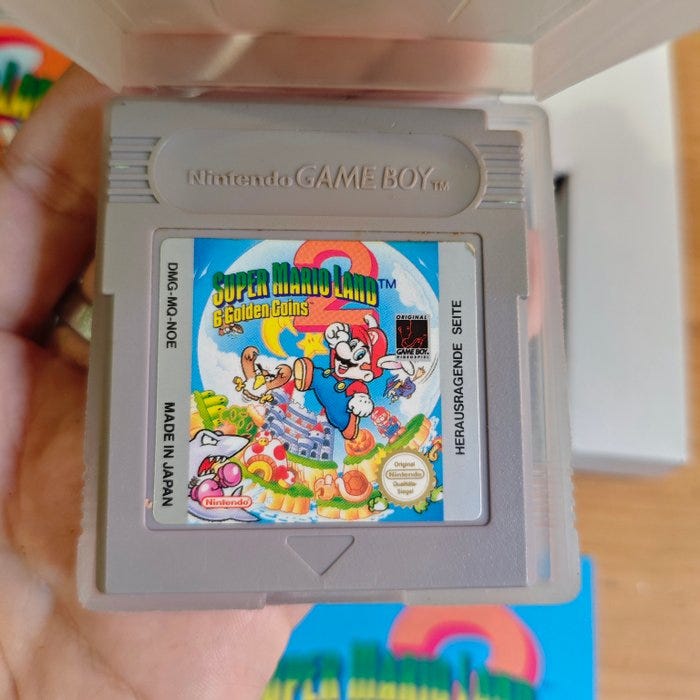 Nintendo GAME BOY TM
DMG-MQ-NOE
MADE IN JAPAN
2
SUPER MARIO LAND TM
6 Golden Coins
ORIGINAL
GAME BOY
VIDEOSPIEL
HERAUSRAGENDE SEITE
Original
Nintendo
Qualitäts-
Siegel
Nintendo
2
SUPER MARIO LAND